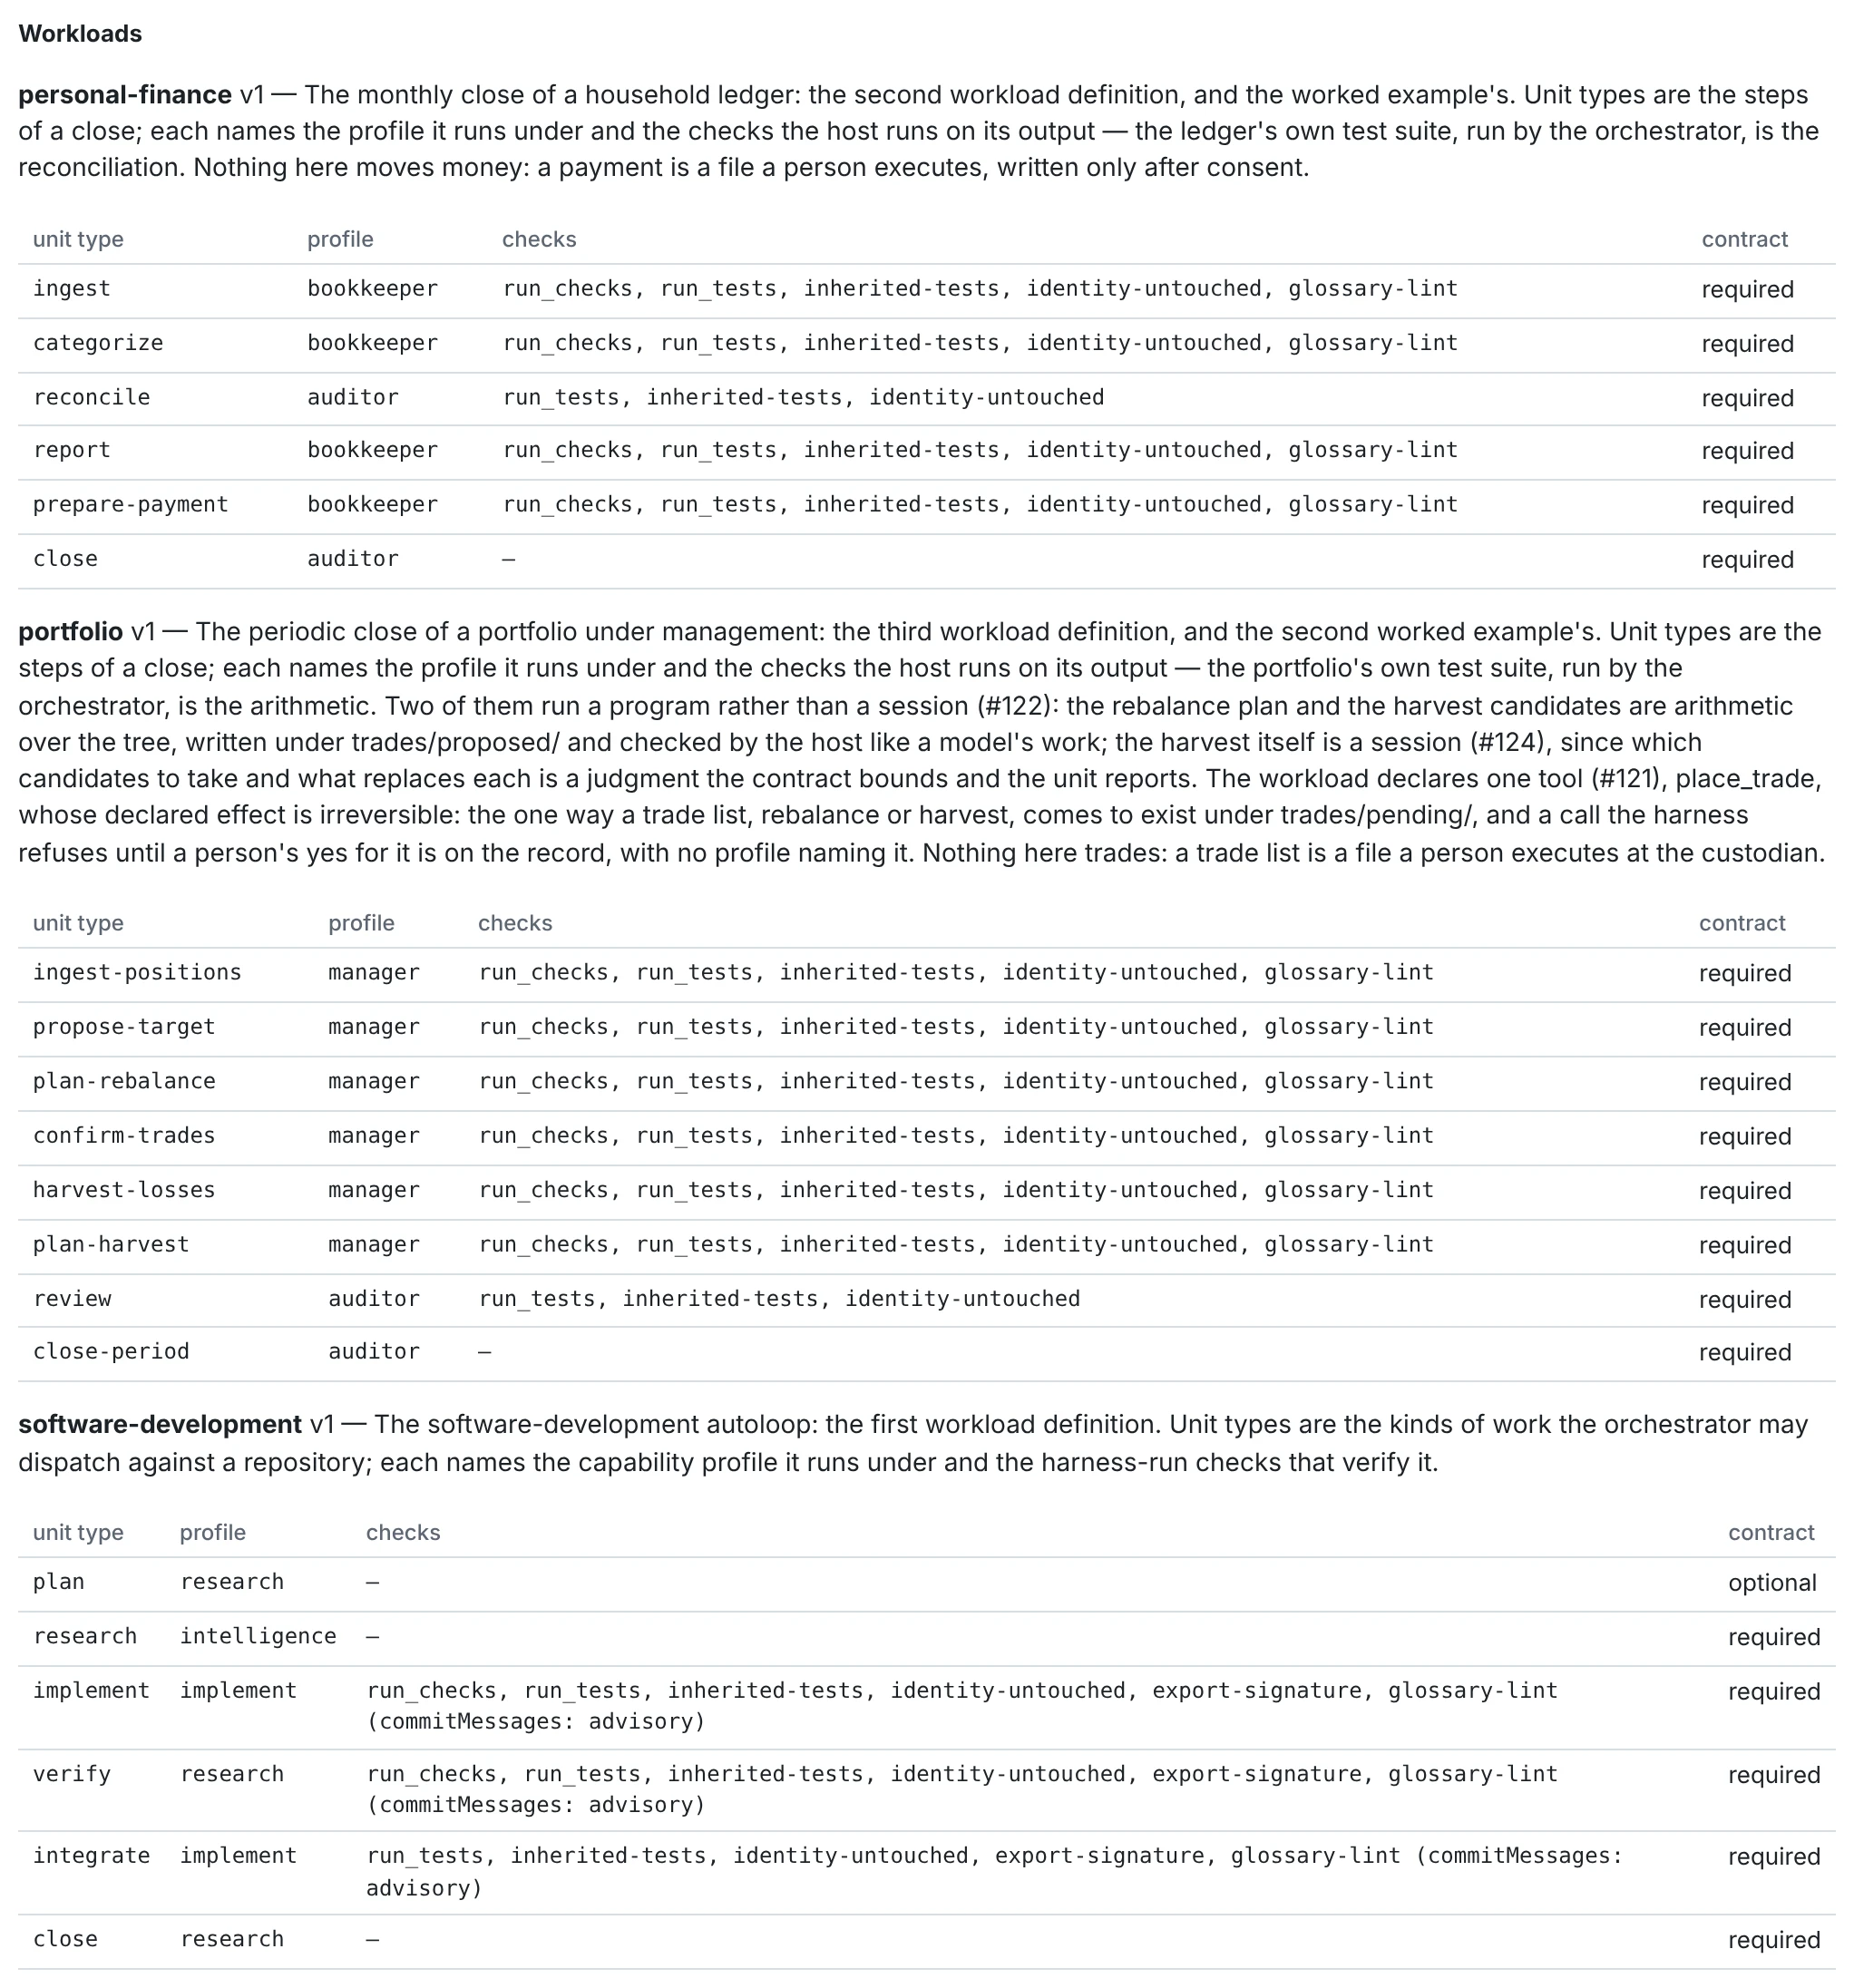 Workloads
personal-finance v1 — The monthly close of a household ledger: the second workload definition, and the worked example's. Unit types are the steps
of a close; each names the profile it runs under and the checks the host runs on its output — the ledger's own test suite, run by the orchestrator, is the
reconciliation. Nothing here moves money: a payment is a file a person executes, written only after consent.
unit type profile checks contract
ingest bookkeeper run_checks, run_tests, inherited-tests, identity-untouched, glossary-lint required
categorize bookkeeper run_checks, run_tests, inherited-tests, identity-untouched, glossary-lint required
reconcile auditor run_tests, inherited-tests, identity-untouched required
report bookkeeper run_checks, run_tests, inherited-tests, identity-untouched, glossary-lint required
prepare-payment bookkeeper run_checks, run_tests, inherited-tests, identity-untouched, glossary-lint required
close auditor — required
portfolio v1 — The periodic close of a portfolio under management: the third workload definition, and the second worked example's. Unit types are the
steps of a close; each names the profile it runs under and the checks the host runs on its output — the portfolio's own test suite, run by the
orchestrator, is the arithmetic. Two of them run a program rather than a session (#122): the rebalance plan and the harvest candidates are arithmetic
over the tree, written under trades/proposed/ and checked by the host like a model's work; the harvest itself is a session (#124), since which
candidates to take and what replaces each is a judgment the contract bounds and the unit reports. The workload declares one tool (#121), place_trade,
whose declared effect is irreversible: the one way a trade list, rebalance or harvest, comes to exist under trades/pending/, and a call the harness
refuses until a person's yes for it is on the record, with no profile naming it. Nothing here trades: a trade list is a file a person executes at the custodian.
unit type profile checks contract
ingest-positions manager run_checks, run_tests, inherited-tests, identity-untouched, glossary-lint required
propose-target manager run_checks, run_tests, inherited-tests, identity-untouched, glossary-lint required
plan-rebalance manager run_checks, run_tests, inherited-tests, identity-untouched, glossary-lint required
confirm-trades manager run_checks, run_tests, inherited-tests, identity-untouched, glossary-lint required
harvest-losses manager run_checks, run_tests, inherited-tests, identity-untouched, glossary-lint required
plan-harvest manager run_checks, run_tests, inherited-tests, identity-untouched, glossary-lint required
review auditor run_tests, inherited-tests, identity-untouched required
close-period auditor — required
software-development v1 — The software-development autoloop: the first workload definition. Unit types are the kinds of work the orchestrator may
dispatch against a repository; each names the capability profile it runs under and the harness-run checks that verify it.
unit type profile checks contract
plan research — optional
research intelligence — required
implement implement run_checks, run_tests, inherited-tests, identity-untouched, export-signature, glossary-lint required
(commitMessages: advisory)
verify research run_checks, run_tests, inherited-tests, identity-untouched, export-signature, glossary-lint required
(commitMessages: advisory)
integrate implement run_tests, inherited-tests, identity-untouched, export-signature, glossary-lint (commitMessages: required
advisory)
close research — required